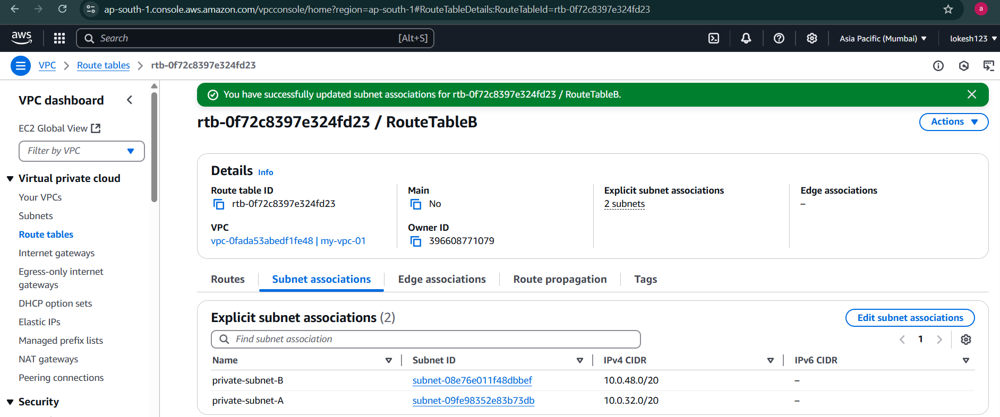 ap-south-1.console.aws.amazon.com/vpcconsole/home?region=ap-south-1#RouteTableDetails:RouteTableId=rtb-0f72c8397e324fd23
a
aws
Search
[Alt+S]
Asia Pacific (Mumbai)
lokesh123
VPC
Route tables
rtb-0f72c8397e324fd23
VPC dashboard
EC2 Global View
Filter by VPC
Virtual private cloud
Your VPCs
Subnets
Route tables
Internet gateways
Egress-only internet
gateways
DHCP option sets
Elastic IPs
Managed prefix lists
NAT gateways
Peering connections
Security
You have successfully updated subnet associations for rtb-0f72c8397e324fd23 / RouteTableB.
rtb-0f72c8397e324fd23 / RouteTableB
Actions
Details Info
Route table ID
rtb-0f72c8397e324fd23
Main
No
Explicit subnet associations
2 subnets
Edge associations
–
VPC
vpc-0fada53abedf1fe48 | my-vpc-01
Owner ID
396608771079
Routes
Subnet associations
Edge associations
Route propagation
Tags
Explicit subnet associations (2)
Edit subnet associations
Find subnet association
1
Name Subnet ID IPv4 CIDR IPv6 CIDR
private-subnet-B subnet-08e76e011f48dbbef 10.0.48.0/20 –
private-subnet-A subnet-09fe98352e83b73db 10.0.32.0/20 –